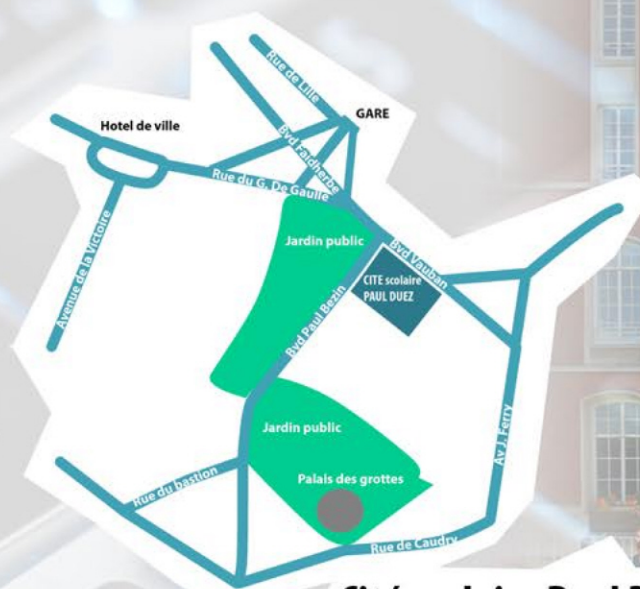 Rue de Lille
GARE
Hotel de ville
Bvd Faidherbe
Rue du G. De Gaulle
Jardin public
Bvd Vauban
CITE scolaire
PAUL DUEZ
Avenue de la Victoire
Bvd Paul Bezin
Jardin public
Av J. Ferry
Palais des grottes
Rue du bastion
Rue de Caudry